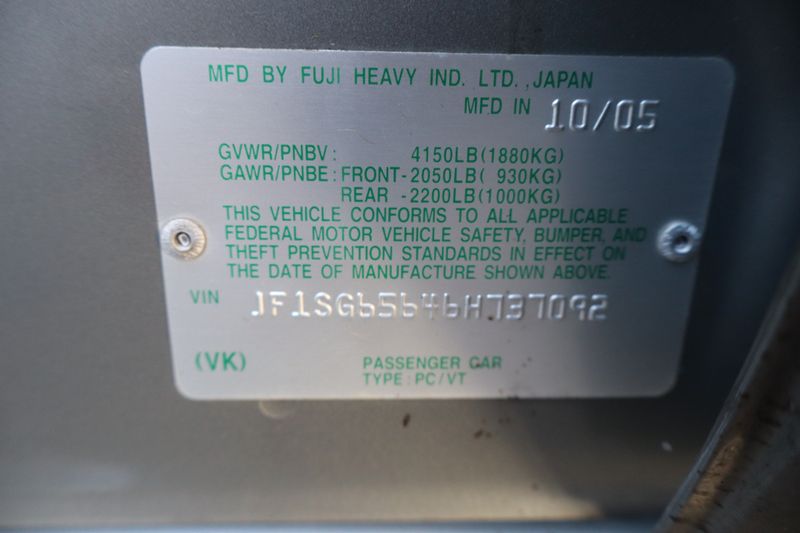 MFD BY FUJI HEAVY IND. LTD., JAPAN
MFD IN 10/05
GVWR/PNBV: 4150LB(1880KG)
GAWR/PNBE: FRONT-2050LB( 930KG)
REAR -2200LB(1000KG)
THIS VEHICLE CONFORMS TO ALL APPLICABLE
FEDERAL MOTOR VEHICLE SAFETY, BUMPER, AND
THEFT PREVENTION STANDARDS IN EFFECT ON
THE DATE OF MANUFACTURE SHOWN ABOVE.
VIN JF1SG65646H737092
(VK) PASSENGER CAR
TYPE: PC/VT